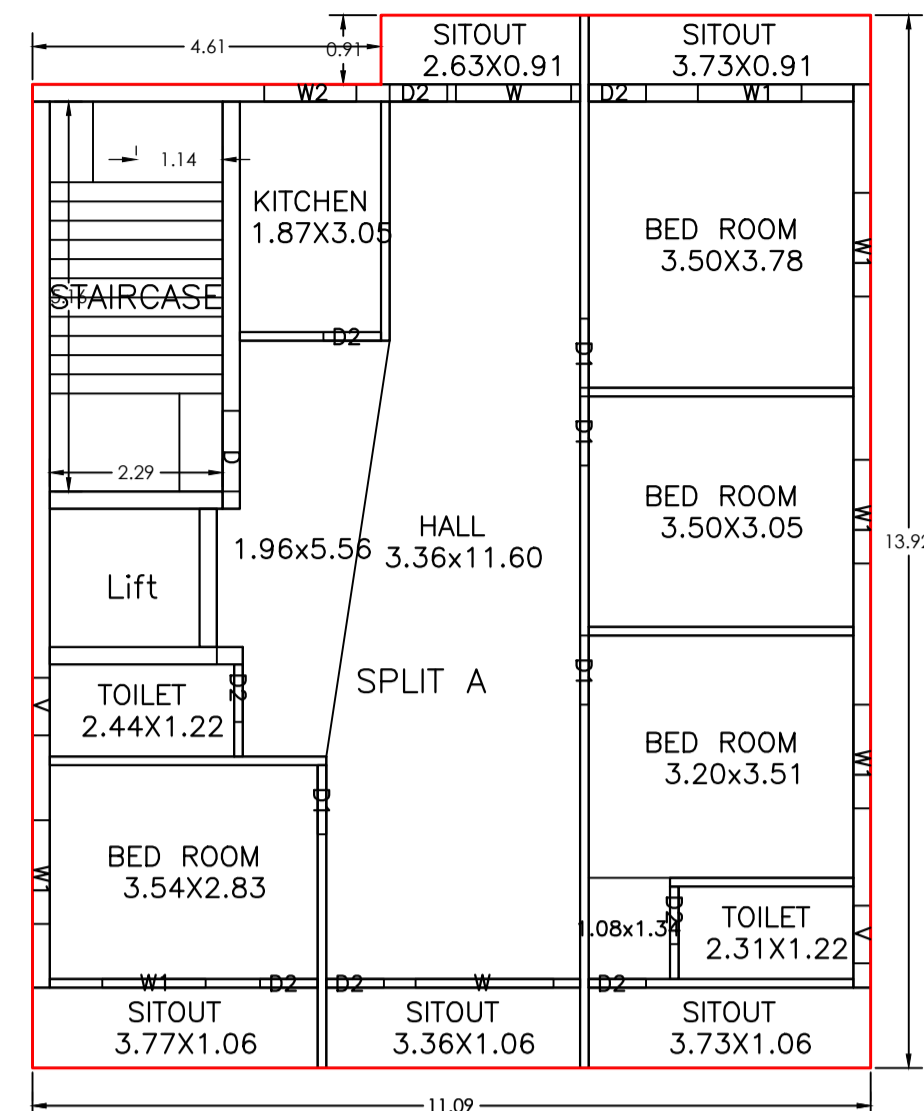 4.61
0.91
SITOUT
2.63X0.91
SITOUT
3.73X0.91
W2
D2
W
D2
W1
1.14
KITCHEN
1.87X3.05
BED ROOM
3.50X3.78
W1
STAIRCASE
D2
D1
D1
2.29
D
BED ROOM
3.50X3.05
W1
HALL
3.36x11.60
1.96x5.56
13.92
Lift
SPLIT A
D1
TOILET
2.44X1.22
D2
V
BED ROOM
3.20x3.51
W1
D1
BED ROOM
3.54X2.83
W1
1.08x1.34
D2
TOILET
2.31X1.22
V
W1
D2
D2
W
D2
SITOUT
3.77X1.06
SITOUT
3.36X1.06
SITOUT
3.73X1.06
11.09